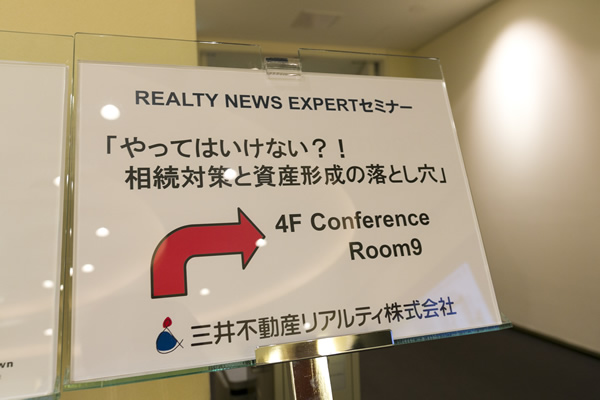 REALTY NEWS EXPERTセミナー
「やってはいけない？！
相続対策と資産形成の落とし穴」
4F Conference
Room9
三井不動産リアルティ株式会社